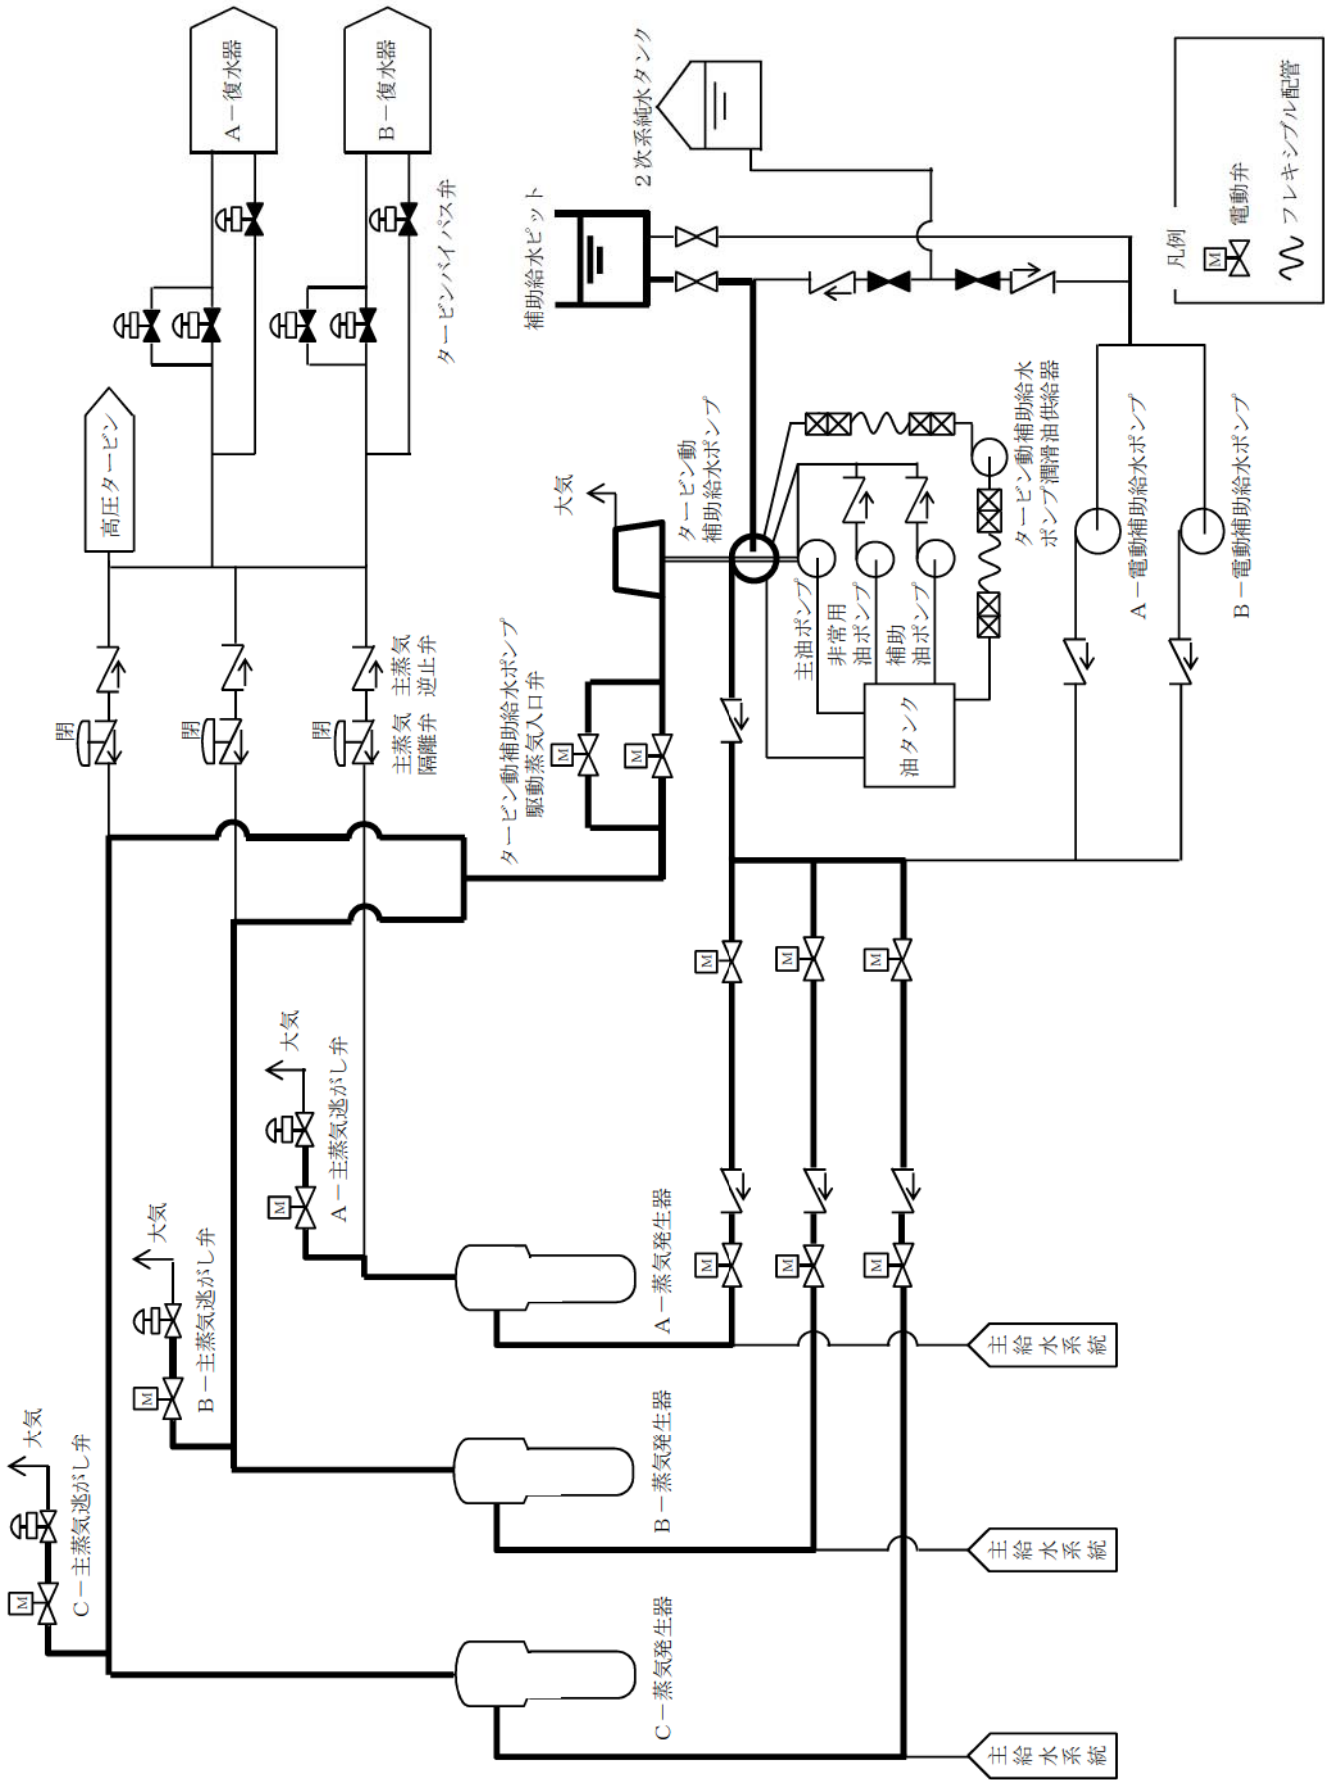 C－主蒸気逃がし弁
大気
M
B－主蒸気逃がし弁
大気
M
A－主蒸気逃がし弁
大気
M
閉
閉
閉
主蒸気
隔離弁
主蒸気
逆止弁
高圧タービン
A－復水器
B－復水器
タービンバイパス弁
C－蒸気発生器
B－蒸気発生器
A－蒸気発生器
タービン動補助給水ポンプ
駆動蒸気入口弁
M
M
大気
タービン動
補助給水ポンプ
補助給水ピット
2次系純水タンク
M
M
M
M
M
M
主油ポンプ
非常用
油ポンプ
補助
油ポンプ
油タンク
タービン動補助給水
ポンプ潤滑油供給器
A－電動補助給水ポンプ
B－電動補助給水ポンプ
主給水系統
主給水系統
主給水系統
凡例
M
電動弁
フレキシブル配管